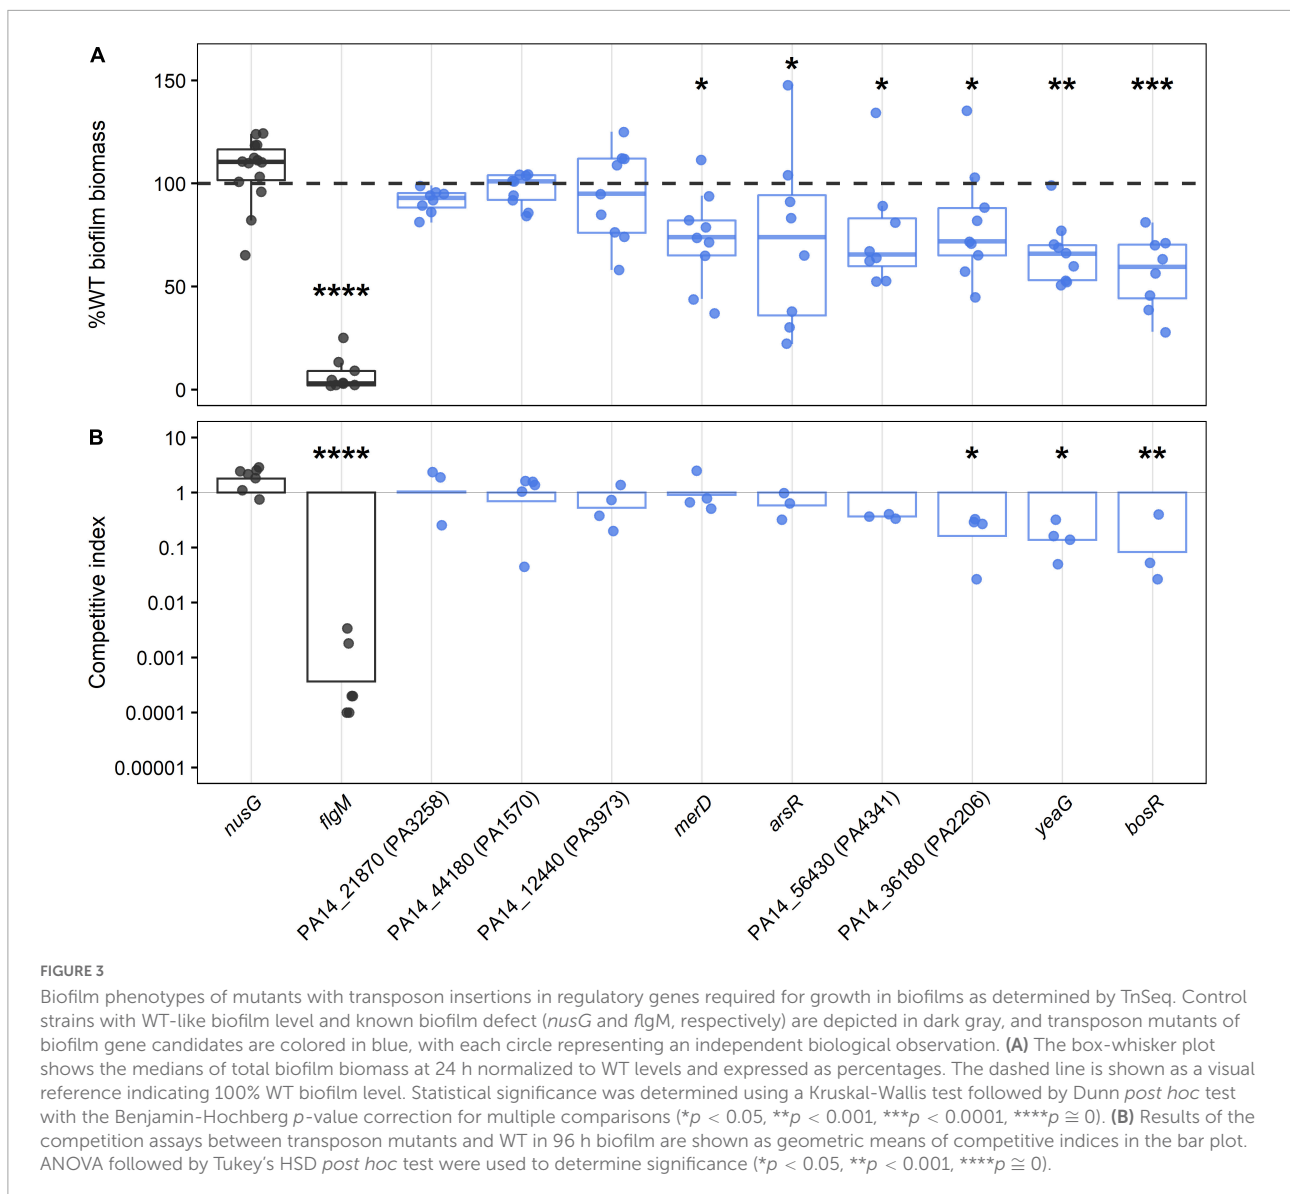 A
%WT biofilm biomass
150
100
50
0
*
*
*
*
**
***
****
B
Competitive index
10
1
0.1
0.01
0.001
0.0001
0.00001
****
*
*
**
nusG
flgM
PA14_21870 (PA3258)
PA14_44180 (PA1570)
PA14_12440 (PA3973)
merD
arsR
PA14_56430 (PA4341)
PA14_36180 (PA2206)
yeaG
bosR
FIGURE 3
Biofilm phenotypes of mutants with transposon insertions in regulatory genes required for growth in biofilms as determined by TnSeq. Control
strains with WT-like biofilm level and known biofilm defect (nusG and flgM, respectively) are depicted in dark gray, and transposon mutants of
biofilm gene candidates are colored in blue, with each circle representing an independent biological observation. (A) The box-whisker plot
shows the medians of total biofilm biomass at 24 h normalized to WT levels and expressed as percentages. The dashed line is shown as a visual
reference indicating 100% WT biofilm level. Statistical significance was determined using a Kruskal-Wallis test followed by Dunn post hoc test
with the Benjamin-Hochberg p-value correction for multiple comparisons (*p < 0.05, **p < 0.001, ***p < 0.0001, ****p ≅ 0). (B) Results of the
competition assays between transposon mutants and WT in 96 h biofilm are shown as geometric means of competitive indices in the bar plot.
ANOVA followed by Tukey's HSD post hoc test were used to determine significance (*p < 0.05, **p < 0.001, ****p ≅ 0).